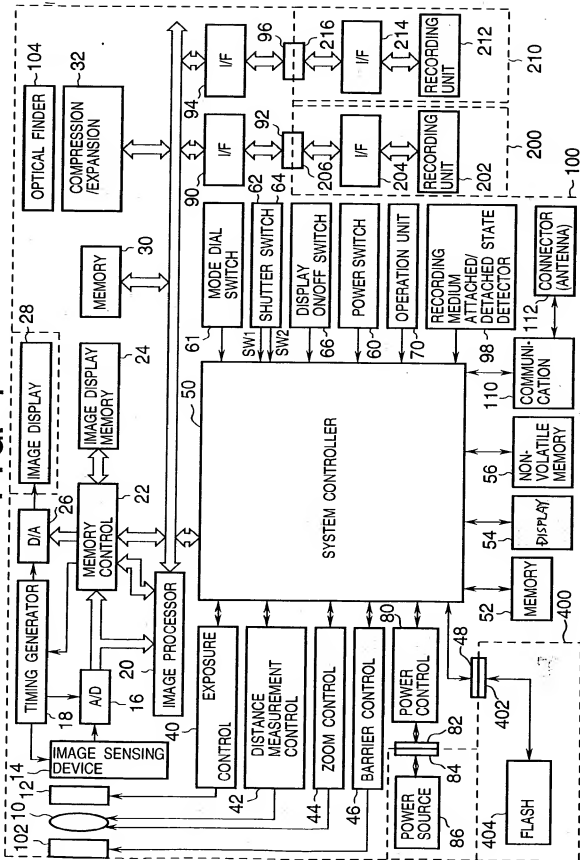 28
104
OPTICAL FINDER
32
COMPRESSION
/EXPANSION
IMAGE DISPLAY
26
D/A
TIMING GENERATOR
18
24
IMAGE DISPLAY
MEMORY
30
MEMORY
22
MEMORY
CONTROL
A/D
16
14
IMAGE SENSING
DEVICE
12
10
102
20
IMAGE PROCESSOR
94
I/F
96
216
I/F
214
RECORDING
UNIT
212
210
90
I/F
92
206
I/F
204
RECORDING
UNIT
202
200
50
SYSTEM CONTROLLER
61
MODE DIAL
SWITCH
62
SW1
SHUTTER SWITCH
SW2
64
DISPLAY
ON/OFF SWITCH
66
POWER SWITCH
60
OPERATION UNIT
70
RECORDING
MEDIUM
ATTACHED/
DETACHED STATE
DETECTOR
98
100
40
EXPOSURE
CONTROL
DISTANCE
MEASUREMENT
CONTROL
42
ZOOM CONTROL
44
BARRIER CONTROL
46
80
POWER
CONTROL
82
84
POWER
SOURCE
86
48
402
400
FLASH
404
MEMORY
52
DISPLAY
54
NON-
VOLATILE
MEMORY
56
COMMUNI-
CATION
110
CONNECTOR
(ANTENNA)
112